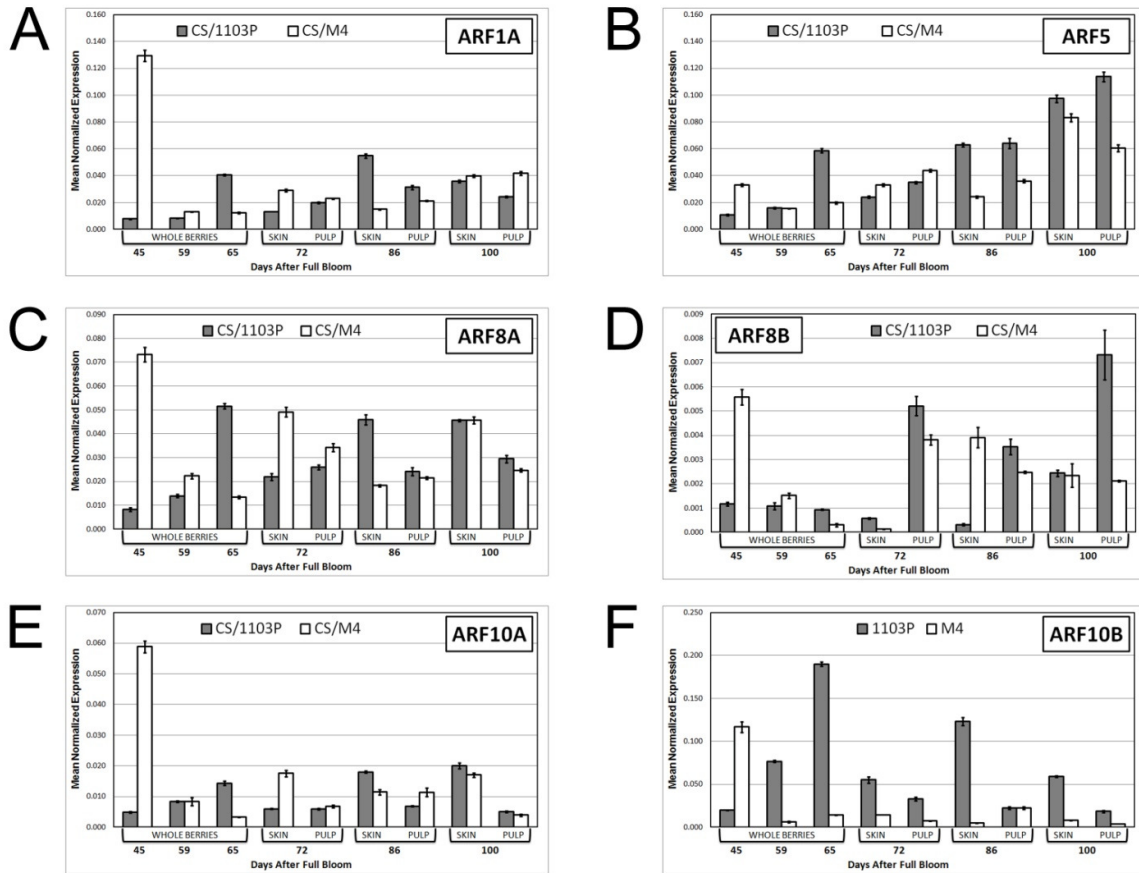 A
CS/1103P CS/M4
ARF1A
Mean Normalized Expression
0.160
0.140
0.120
0.100
0.080
0.060
0.040
0.020
0.000
WHOLE BERRIES SKIN PULP SKIN PULP SKIN PULP
45 59 65 72 86 100
Days After Full Bloom
B
CS/1103P CS/M4
ARF5
Mean Normalized Expression
0.160
0.140
0.120
0.100
0.080
0.060
0.040
0.020
0.000
WHOLE BERRIES SKIN PULP SKIN PULP SKIN PULP
45 59 65 72 86 100
Days After Full Bloom
C
CS/1103P CS/M4
ARF8A
Mean Normalized Expression
0.090
0.080
0.070
0.060
0.050
0.040
0.030
0.020
0.010
0.000
WHOLE BERRIES SKIN PULP SKIN PULP SKIN PULP
45 59 65 72 86 100
Days After Full Bloom
D
ARF8B
CS/1103P CS/M4
Mean Normalized Expression
0.009
0.008
0.007
0.006
0.005
0.004
0.003
0.002
0.001
0.000
WHOLE BERRIES SKIN PULP SKIN PULP SKIN PULP
45 59 65 72 86 100
Days After Full Bloom
E
CS/1103P CS/M4
ARF10A
Mean Normalized Expression
0.070
0.060
0.050
0.040
0.030
0.020
0.010
0.000
WHOLE BERRIES SKIN PULP SKIN PULP SKIN PULP
45 59 65 72 86 100
Days After Full Bloom
F
1103P M4
ARF10B
Mean Normalized Expression
0.250
0.200
0.150
0.100
0.050
0.000
WHOLE BERRIES SKIN PULP SKIN PULP SKIN PULP
45 59 65 72 86 100
Days After Full Bloom